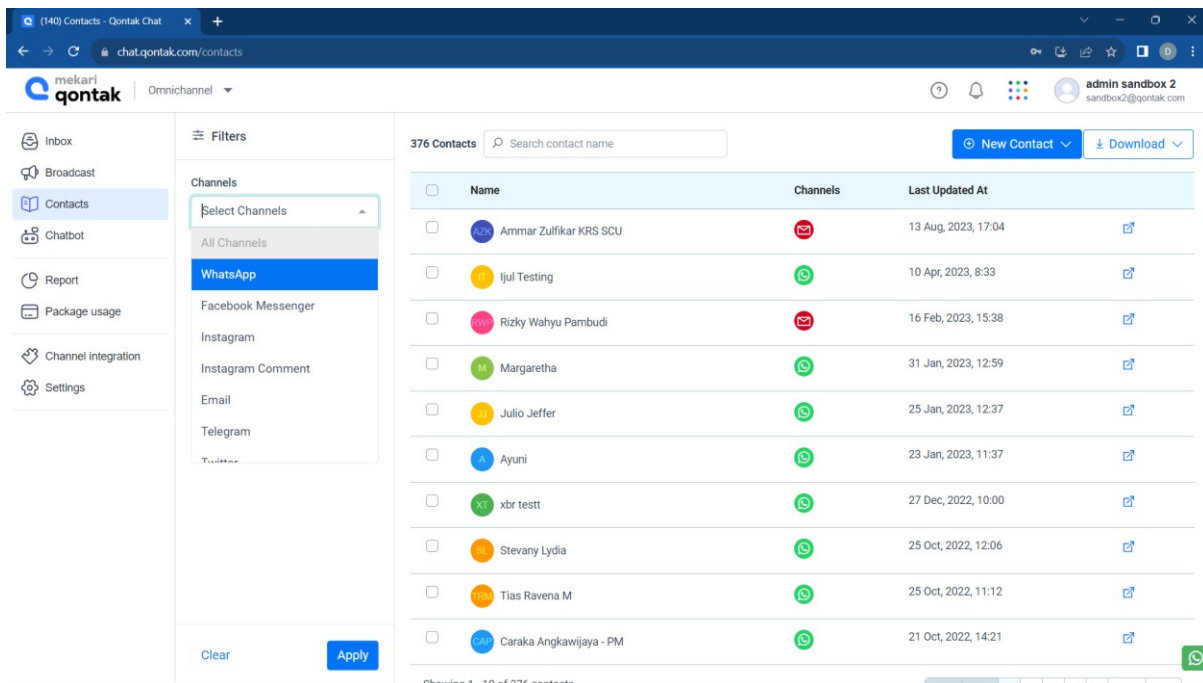 (140) Contacts - Qontak Chat
chat.qontak.com/contacts
D
mekari
qontak
Omnichannel
admin sandbox 2
sandbox2@qontak.com
Inbox
Broadcast
Contacts
Chatbot
Report
Package usage
Channel integration
Settings
Filters
Channels
Select Channels
All Channels
WhatsApp
Facebook Messenger
Instagram
Instagram Comment
Email
Telegram
Twitter
Clear
Apply
376 Contacts
Search contact name
New Contact
Download
Name Channels Last Updated At
AZK Ammar Zulfikar KRS SCU 13 Aug, 2023, 17:04
IT Ijul Testing 10 Apr, 2023, 8:33
RWP Rizky Wahyu Pambudi 16 Feb, 2023, 15:38
M Margaretha 31 Jan, 2023, 12:59
JJ Julio Jeffer 25 Jan, 2023, 12:37
A Ayuni 23 Jan, 2023, 11:37
XT xbr testt 27 Dec, 2022, 10:00
SL Stevany Lydia 25 Oct, 2022, 12:06
TRM Tias Ravena M 25 Oct, 2022, 11:12
CAP Caraka Angkawijaya - PM 21 Oct, 2022, 14:21
Showing 1 - 10 of 376 contacts